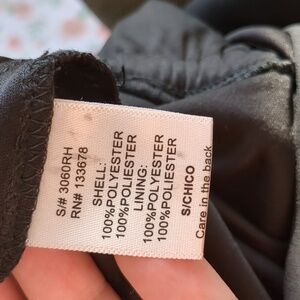 S/# 3060RH
RN# 133678
SHELL:
100%POLYESTER
100%POLIESTER
LINING:
100%POLYESTER
100%POLIESTER
S/CHICO
Care in the back